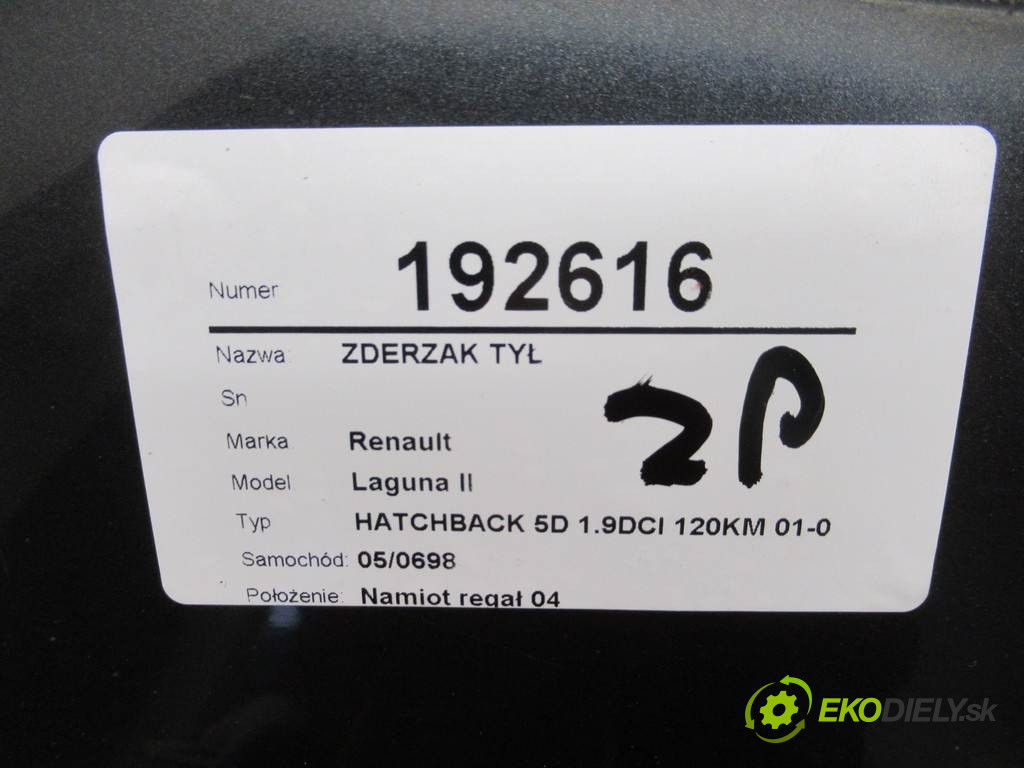 Numer 192616
Nazwa: ZDERZAK TYŁ
Sn
2P
Marka Renault
Model Laguna II
Typ HATCHBACK 5D 1.9DCI 120KM 01-0
Samochód: 05/0698
Położenie: Namiot regał 04
EKODIELY.sk